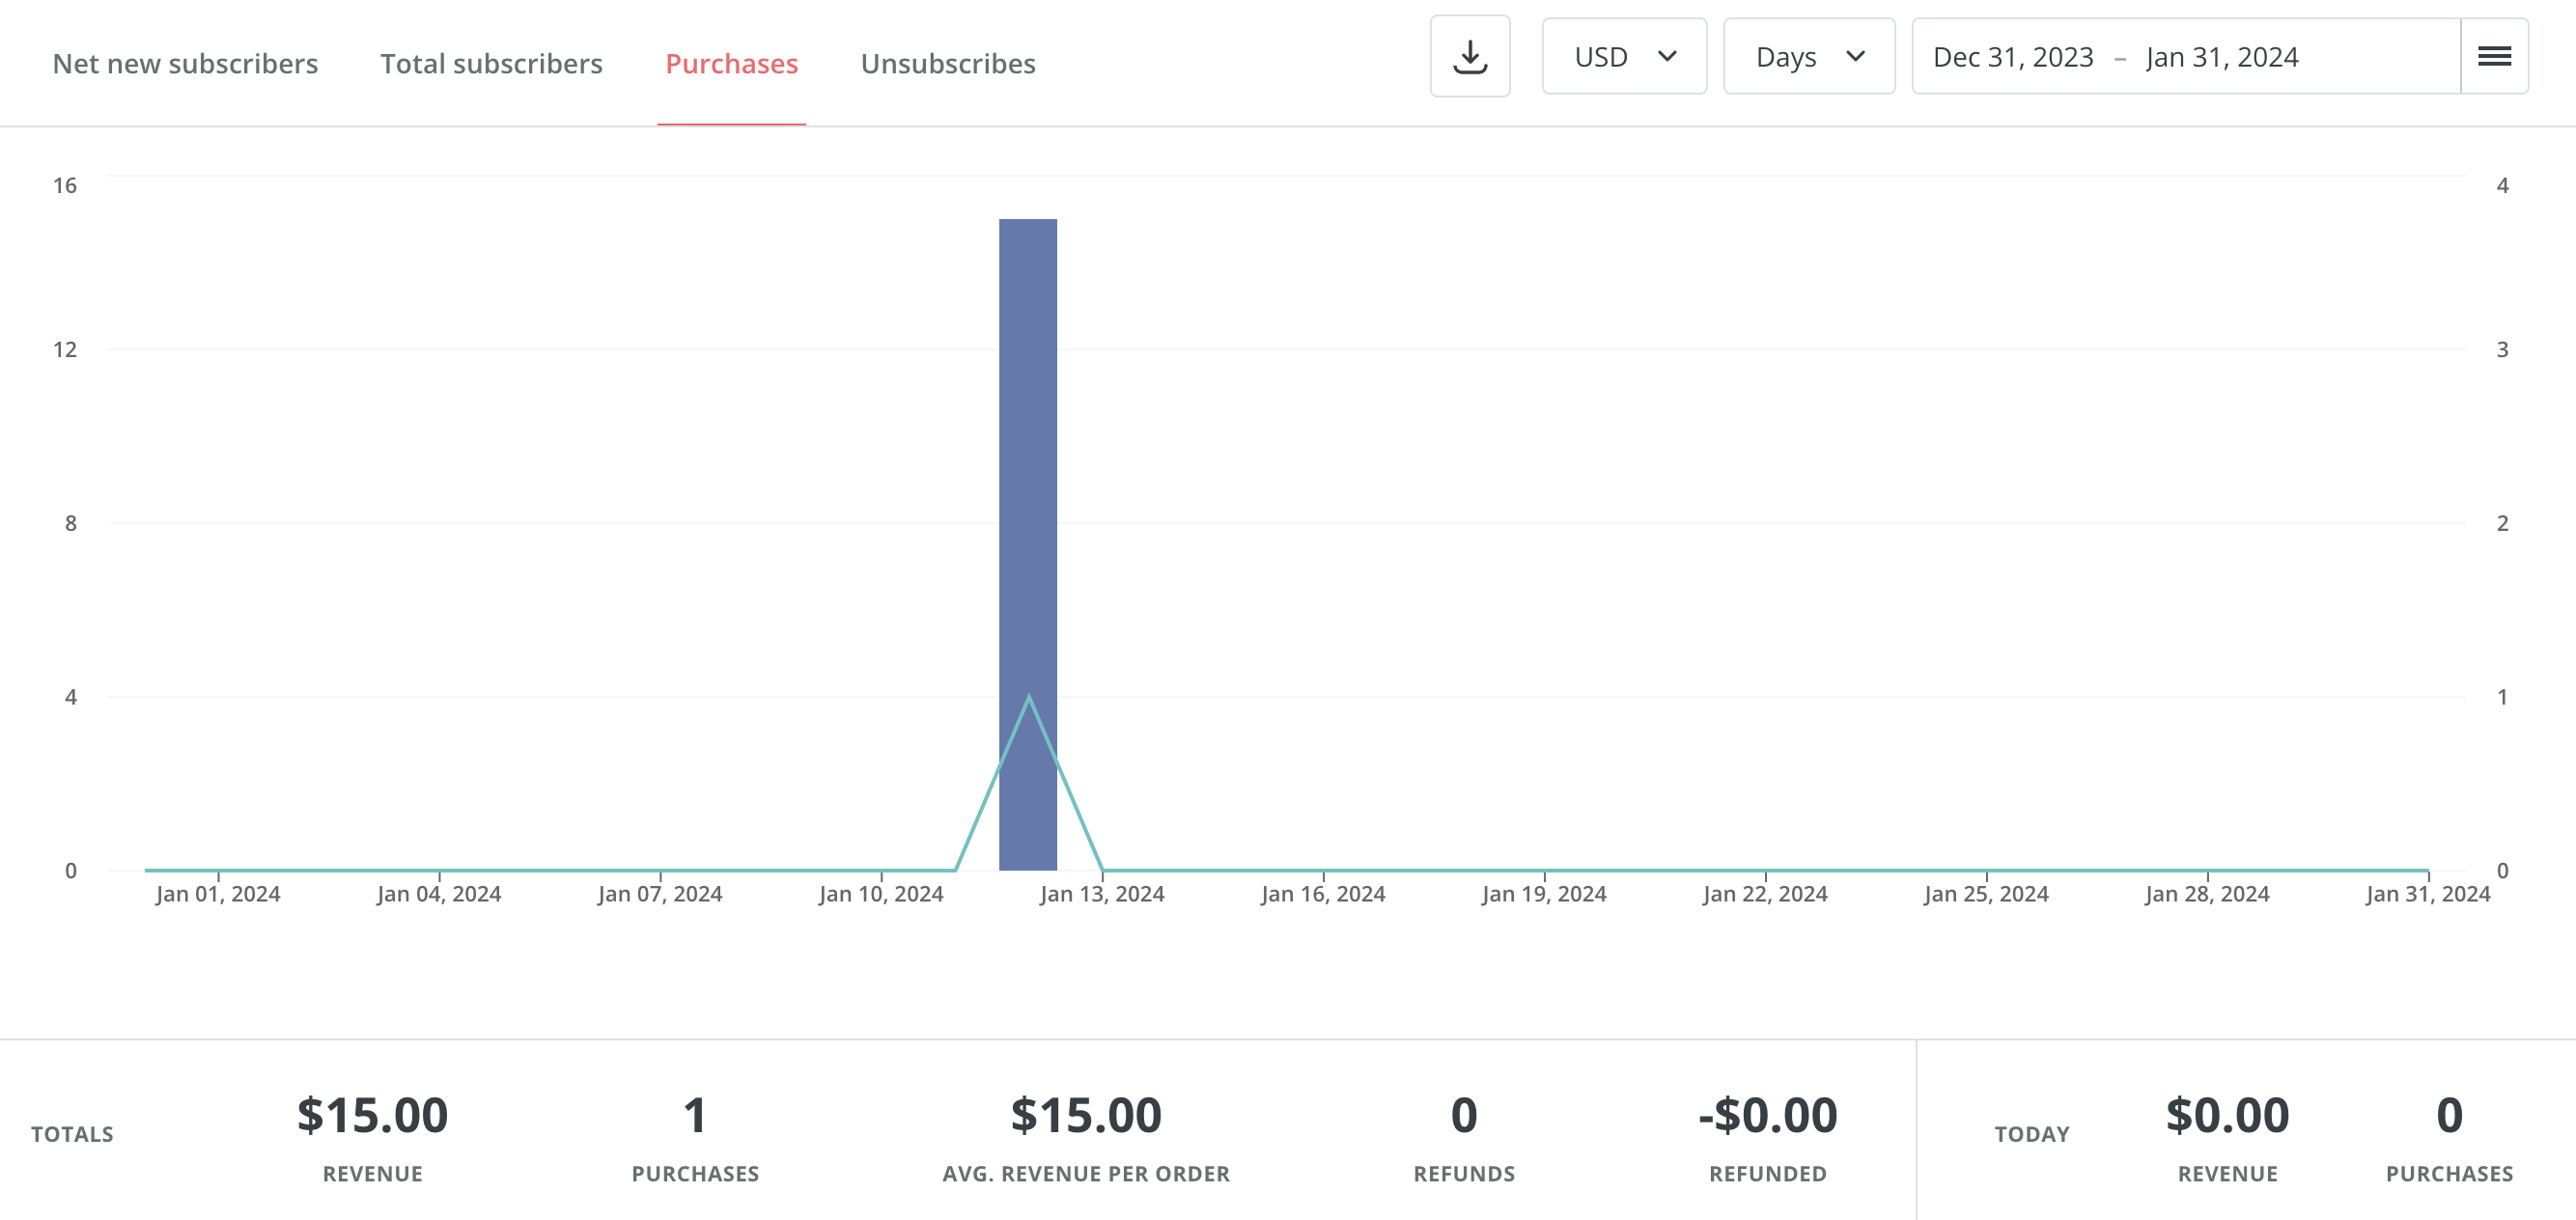 Net new subscribers Total subscribers Purchases Unsubscribes USD Days Dec 31, 2023 – Jan 31, 2024
16 4
12 3
8 2
4 1
0 0
Jan 01, 2024 Jan 04, 2024 Jan 07, 2024 Jan 10, 2024 Jan 13, 2024 Jan 16, 2024 Jan 19, 2024 Jan 22, 2024 Jan 25, 2024 Jan 28, 2024 Jan 31, 2024
$15.00 1 $15.00 0 -$0.00 $0.00 0
TOTALS TODAY
REVENUE PURCHASES AVG. REVENUE PER ORDER REFUNDS REFUNDED REVENUE PURCHASES